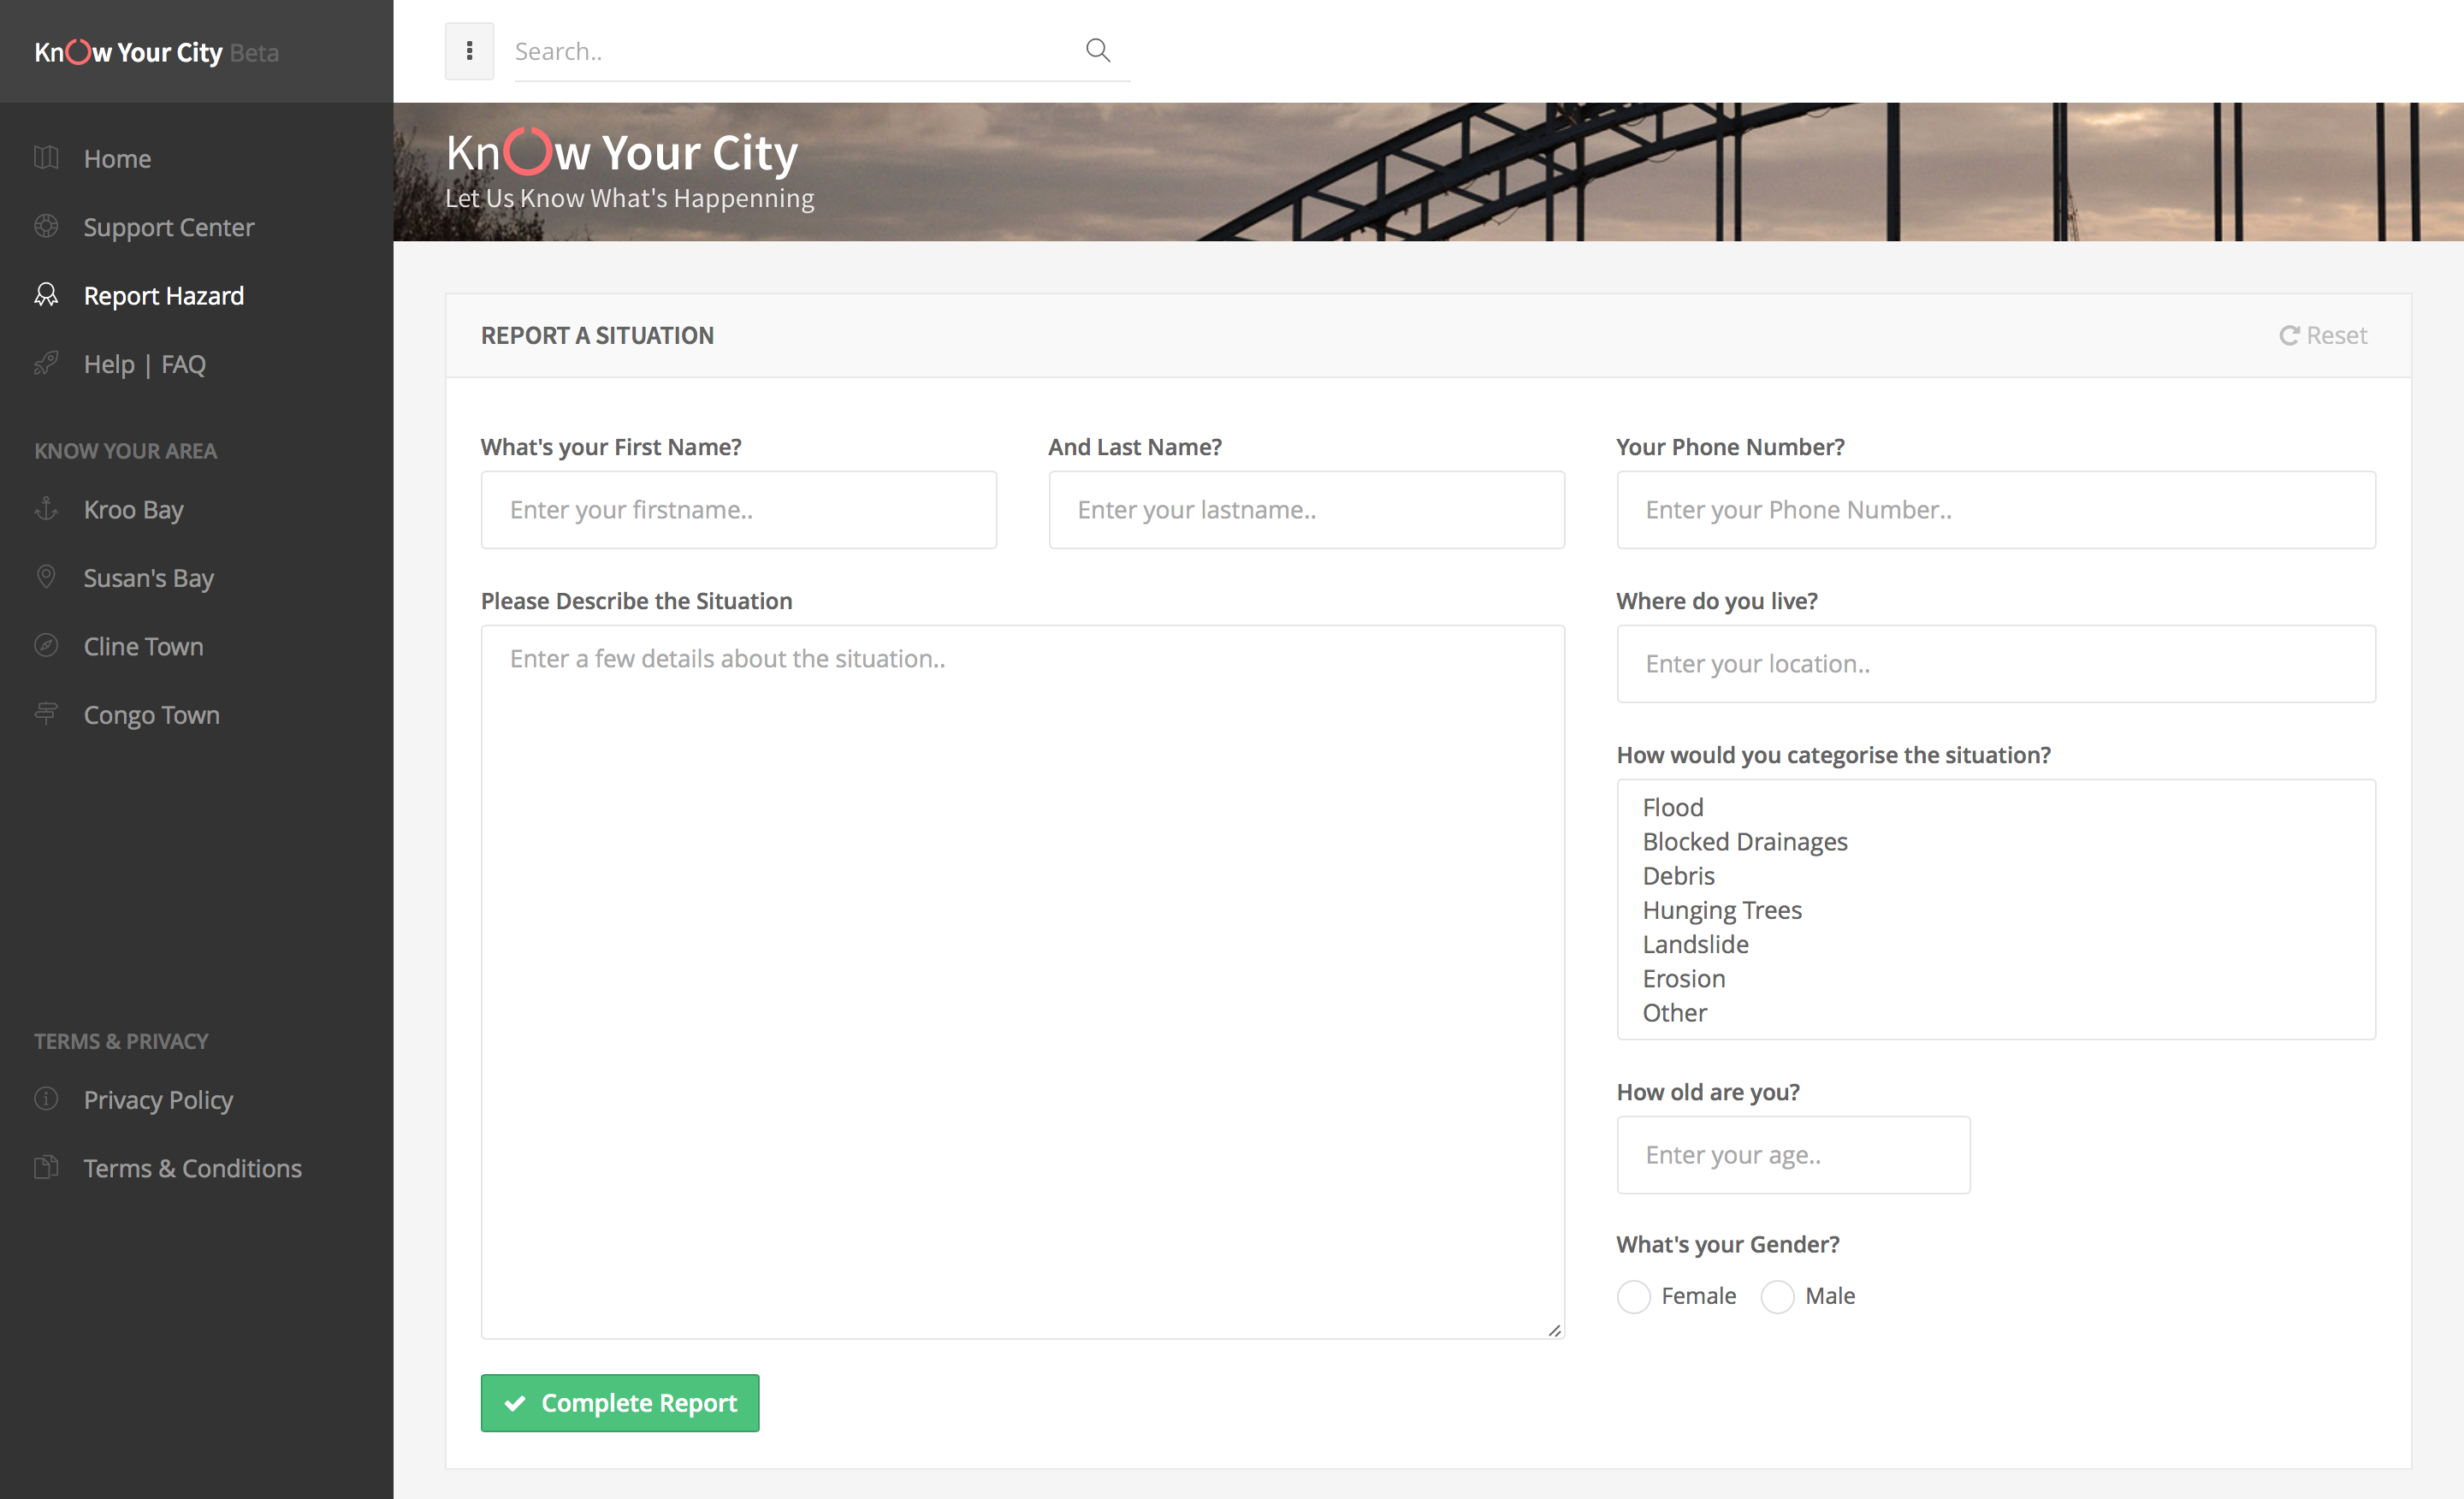 KnOw Your City Beta
Search..
Home
Support Center
Report Hazard
Help | FAQ
KNOW YOUR AREA
Kroo Bay
Susan's Bay
Cline Town
Congo Town
TERMS & PRIVACY
Privacy Policy
Terms & Conditions
KnOw Your City
Let Us Know What's Happenning
REPORT A SITUATION
Reset
What's your First Name?
Enter your firstname..
And Last Name?
Enter your lastname..
Your Phone Number?
Enter your Phone Number..
Please Describe the Situation
Enter a few details about the situation..
Where do you live?
Enter your location..
How would you categorise the situation?
Flood
Blocked Drainages
Debris
Hunging Trees
Landslide
Erosion
Other
How old are you?
Enter your age..
What's your Gender?
Female Male
Complete Report